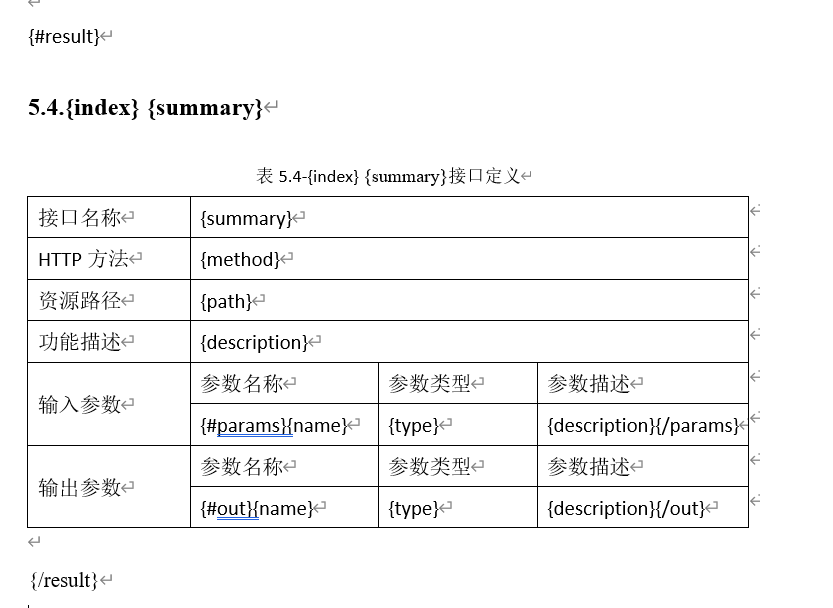 {#result}
5.4.{index} {summary}
表 5.4-{index} {summary}接口定义
接口名称 {summary}
HTTP 方法 {method}
资源路径 {path}
功能描述 {description}
输入参数 参数名称 参数类型 参数描述
{#params}{name} {type} {description}{/params}
输出参数 参数名称 参数类型 参数描述
{#out}{name} {type} {description}{/out}
{/result}